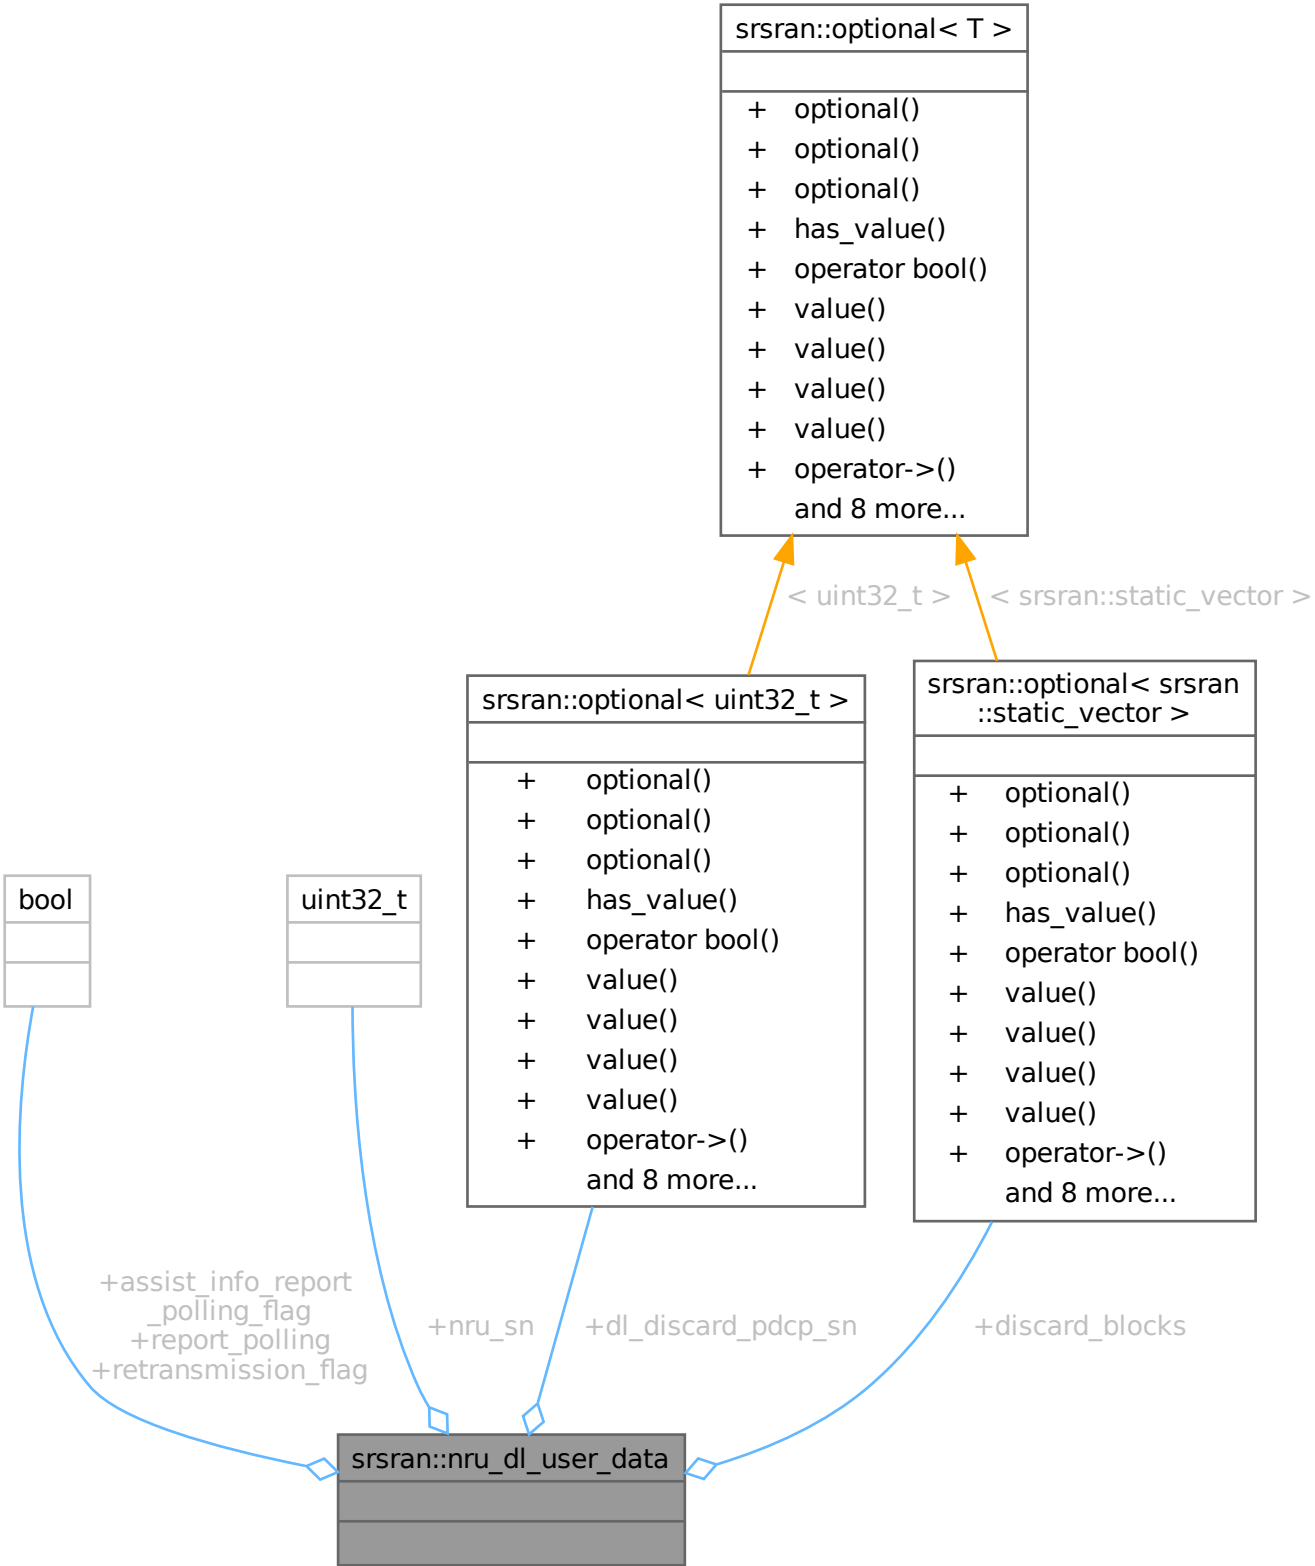 srsran::optional< T >
+ optional()
+ optional()
+ optional()
+ has_value()
+ operator bool()
+ value()
+ value()
+ value()
+ value()
+ operator->()
and 8 more...
< uint32_t >
< srsran::static_vector >
srsran::optional< uint32_t >
+ optional()
+ optional()
+ optional()
+ has_value()
+ operator bool()
+ value()
+ value()
+ value()
+ value()
+ operator->()
and 8 more...
srsran::optional< srsran
::static_vector >
+ optional()
+ optional()
+ optional()
+ has_value()
+ operator bool()
+ value()
+ value()
+ value()
+ value()
+ operator->()
and 8 more...
bool
uint32_t
+assist_info_report
_polling_flag
+report_polling
+retransmission_flag
+nru_sn
+dl_discard_pdcp_sn
+discard_blocks
srsran::nru_dl_user_data